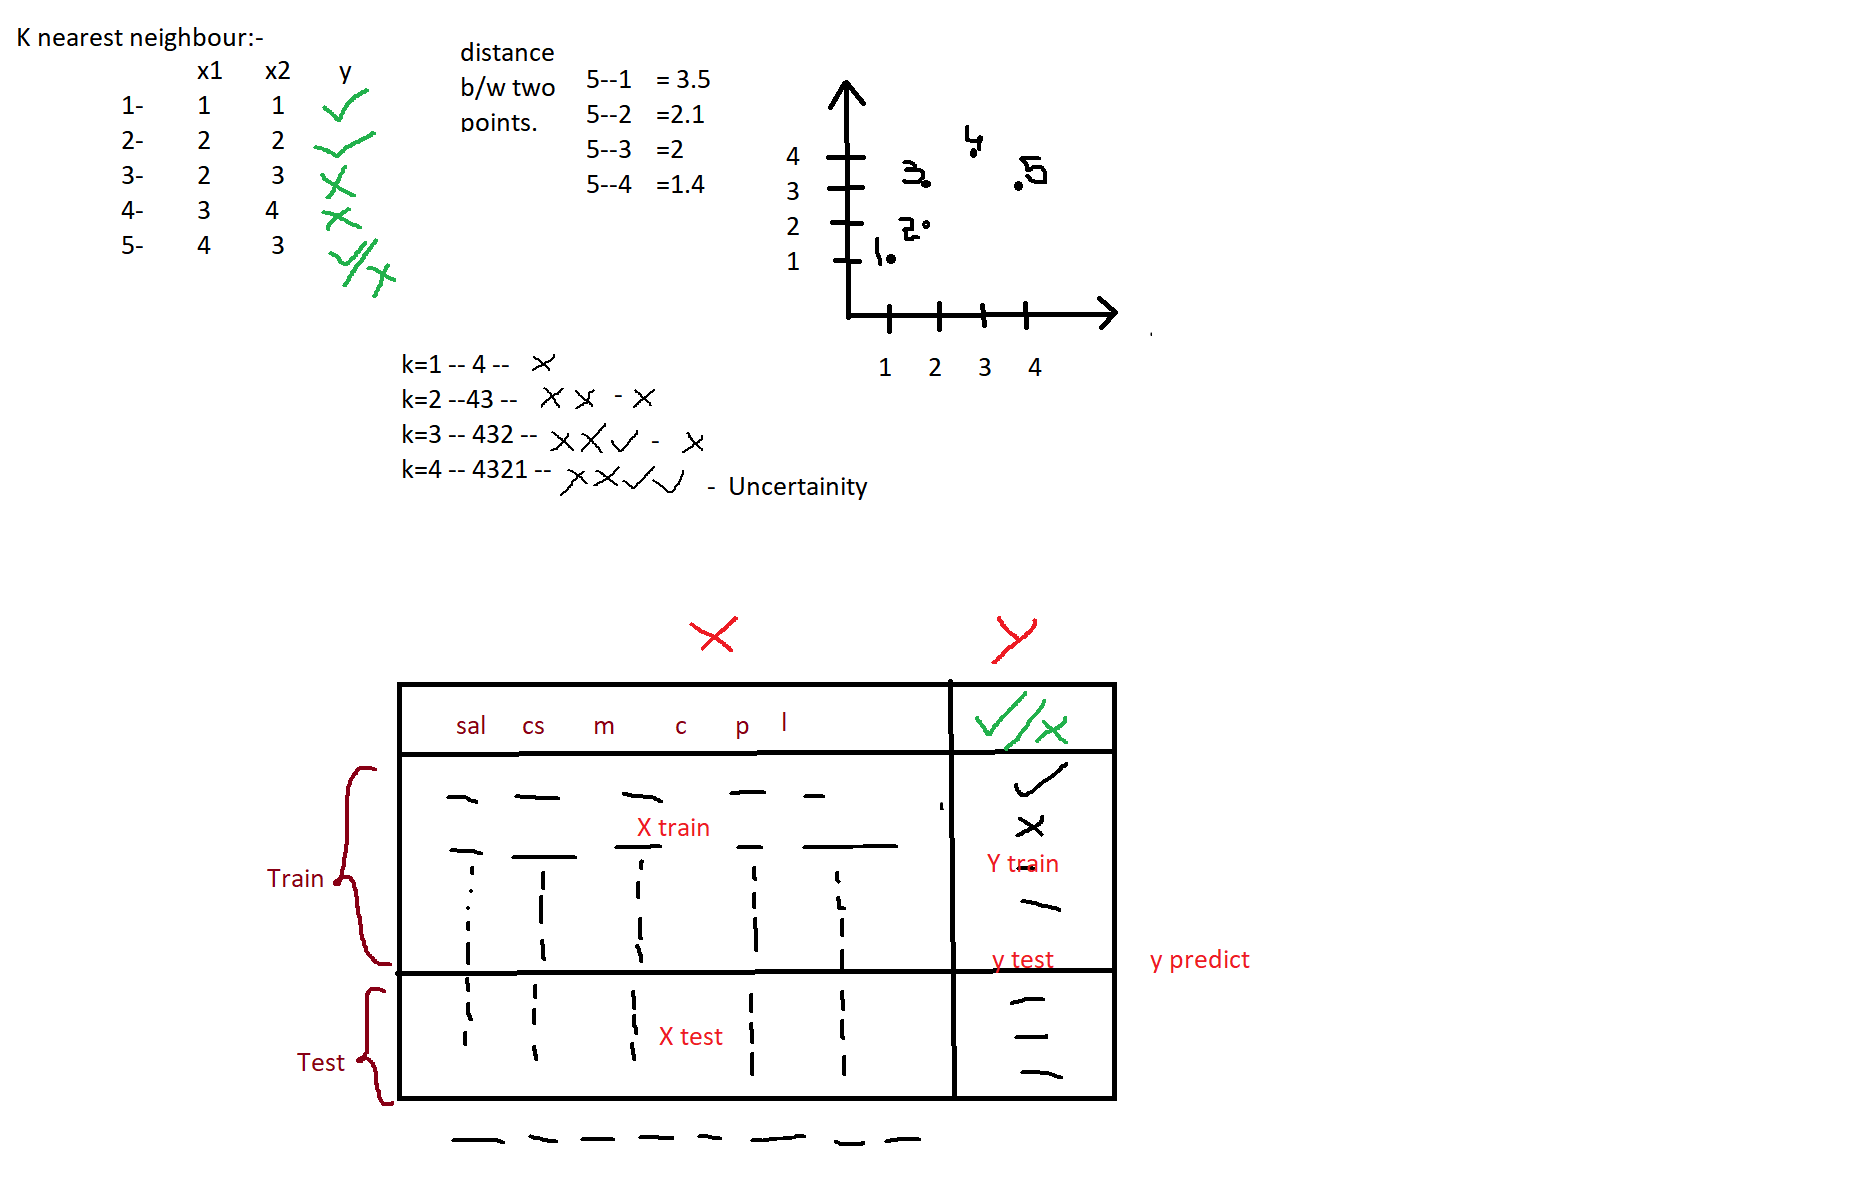 K nearest neighbour:-
x1 x2 y
1- 1 1 ✓
2- 2 2 ✓
3- 2 3 ✗
4- 3 4 ✗
5- 4 3 ✓//✗
distance
b/w two
points.
5--1 = 3.5
5--2 =2.1
5--3 =2
5--4 =1.4
4
3
2
1
4
3
5
2
1
1 2 3 4
k=1 -- 4 -- ✗
k=2 --43 -- ✗ ✗ - ✗
k=3 -- 432 -- ✗ ✗ ✓ - ✗
k=4 -- 4321 -- ✗ ✗ ✓ ✓ - Uncertainity
X Y
sal cs m c p l ✓//✗
✓
X train ✗
Train Y train
y test y predict
Test X test